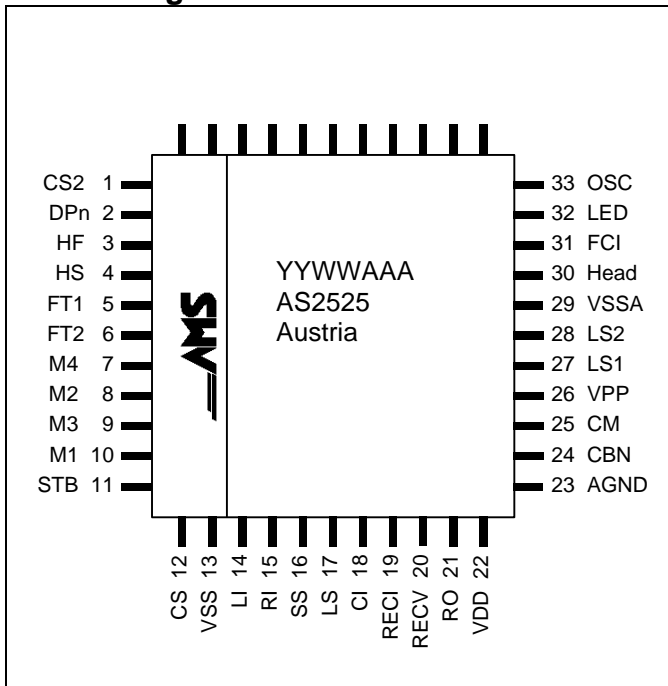 CS2 1
DPn 2
HF 3
HS 4
FT1 5
FT2 6
M4 7
M2 8
M3 9
M1 10
STB 11
AMS
YYWWAAA
AS2525
Austria
33 OSC
32 LED
31 FCI
30 Head
29 VSSA
28 LS2
27 LS1
26 VPP
25 CM
24 CBN
23 AGND
CS 12
VSS 13
LI 14
RI 15
SS 16
LS 17
CI 18
RECI 19
RECV 20
RO 21
VDD 22